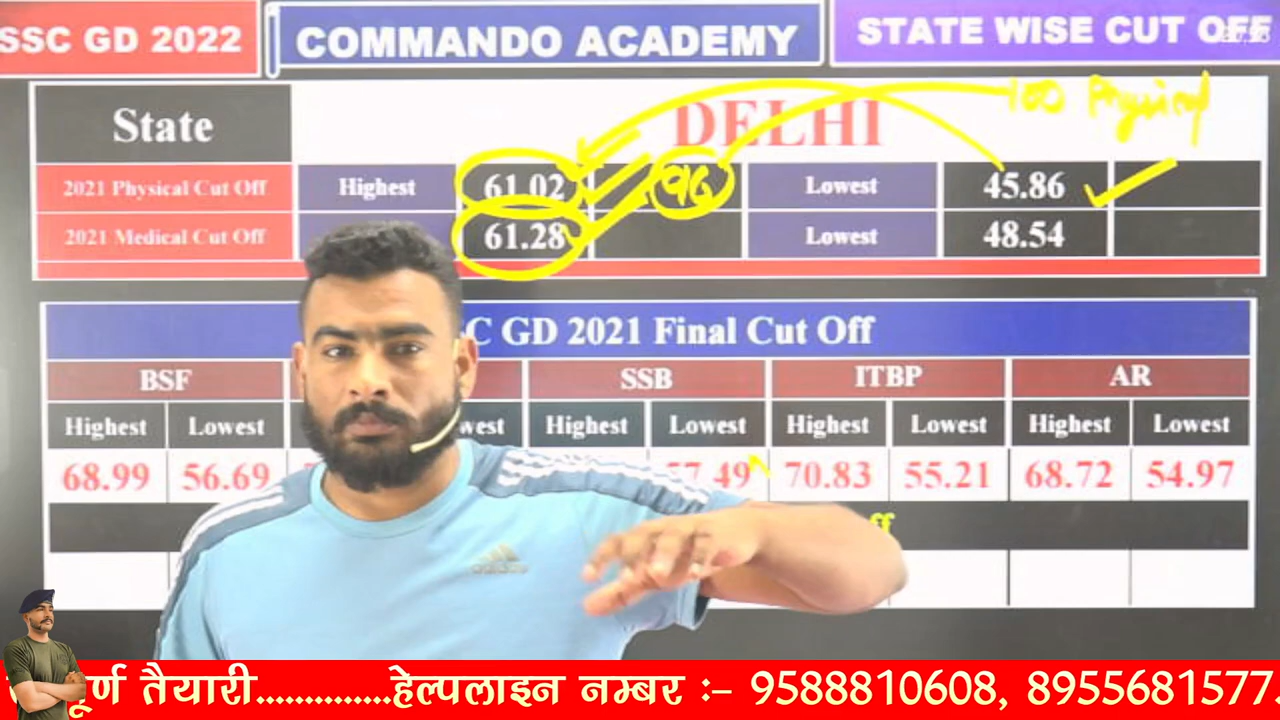 SSC GD 2022
COMMANDO ACADEMY
STATE WISE CUT OFF
State
DELHI
100 Physical
2021 Physical Cut Off
Highest
61.02
Lowest
45.86
2021 Medical Cut Off
61.28
Lowest
48.54
GD 2021 Final Cut Off
BSF
SSB
ITBP
AR
Highest
Lowest
Highest
Lowest
Highest
Lowest
Highest
Lowest
68.99
56.69
57.49
70.83
55.21
68.72
54.97
adidas
तैयारी..............हेल्पलाइन नम्बर :- 9588810608, 8955681577